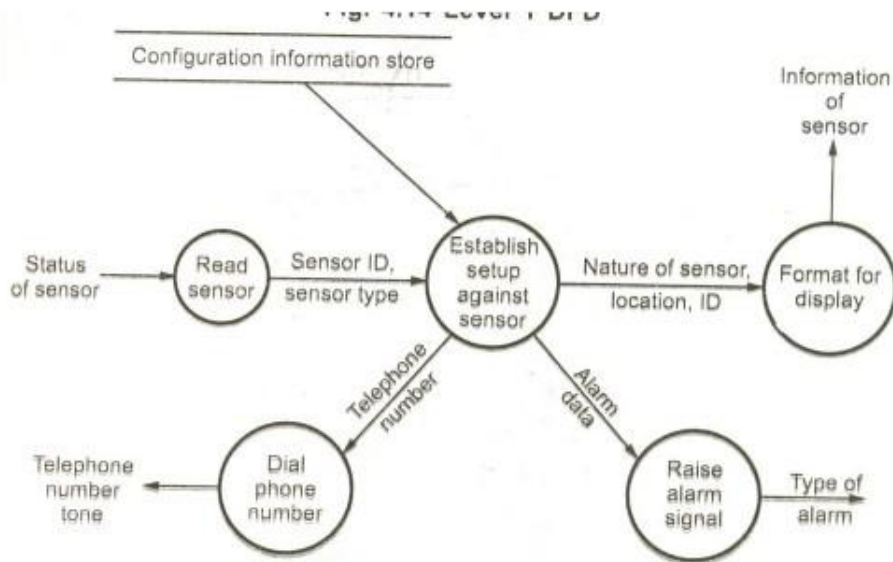 Configuration information store
Information
of
sensor
Status
of sensor
Read
sensor
Sensor ID,
sensor type
Establish
setup
against
sensor
Nature of sensor,
location, ID
Format for
display
Telephone
number
Alarm
data
Telephone
number
tone
Dial
phone
number
Raise
alarm
signal
Type of
alarm